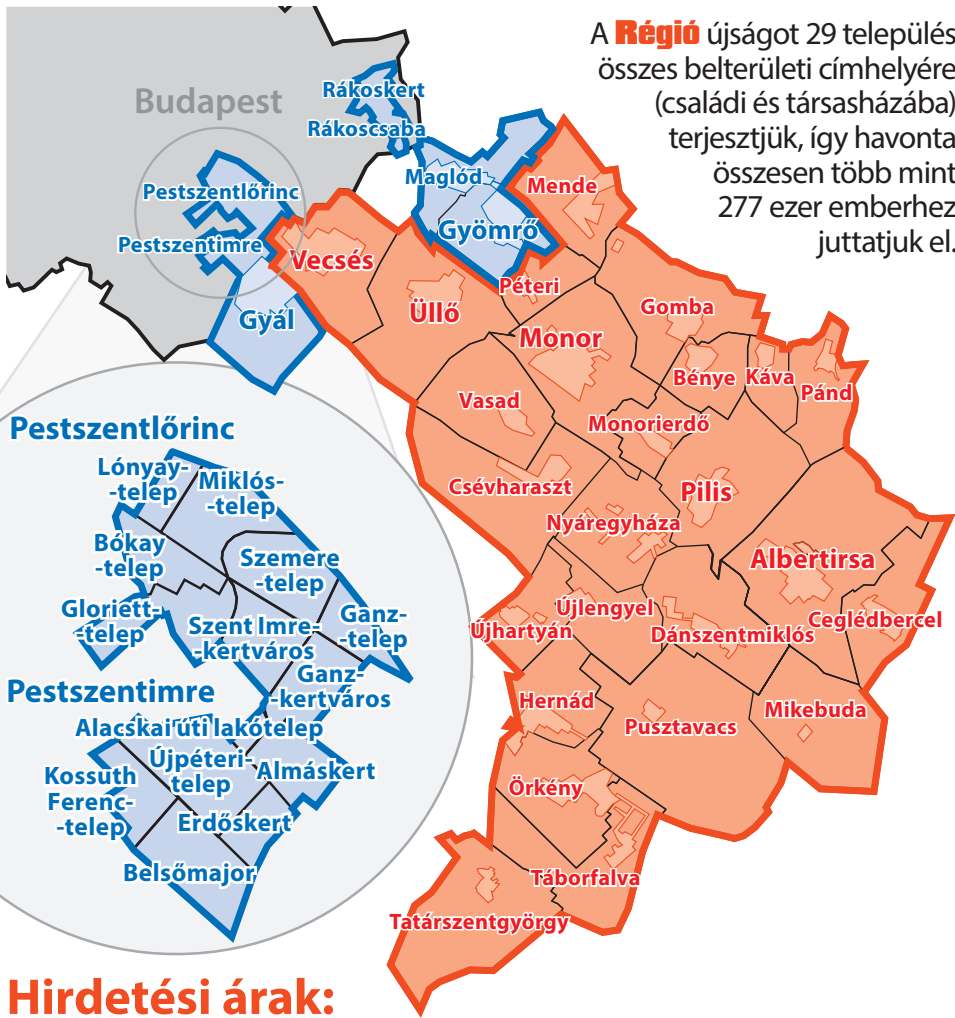 A Régió újságot 29 település
összes belterületi címhelyére
(családi és társasházába)
terjesztjük, így havonta
összesen több mint
277 ezer emberhez
juttatjuk el.
Budapest
Rákoskert
Rákoscsaba
Pestszentlőrinc
Pestszentimre
Maglód
Gyömrő
Mende
Vecsés
Gyál
Üllő
Péteri
Monor
Gomba
Bénye
Káva
Pánd
Vasad
Monorierdő
Csévharaszt
Pilis
Nyáregyháza
Albertirsa
Újhartyán
Újlengyel
Dánszentmiklós
Ceglédbercel
Hernád
Pusztavacs
Mikebuda
Örkény
Táborfalva
Tatárszentgyörgy
Pestszentlőrinc
Lónyay-
-telep
Miklós-
-telep
Bókay
-telep
Szemere
-telep
Gloriett-
-telep
Szent Imre-
-kertváros
Ganz-
-telep
Ganz-
-kertváros
Pestszentimre
Alacskai úti lakótelep
Kossuth
Ferenc-
-telep
Újpéteri-
telep
Almáskert
Erdőskert
Belsőmajor
Hirdetési árak: